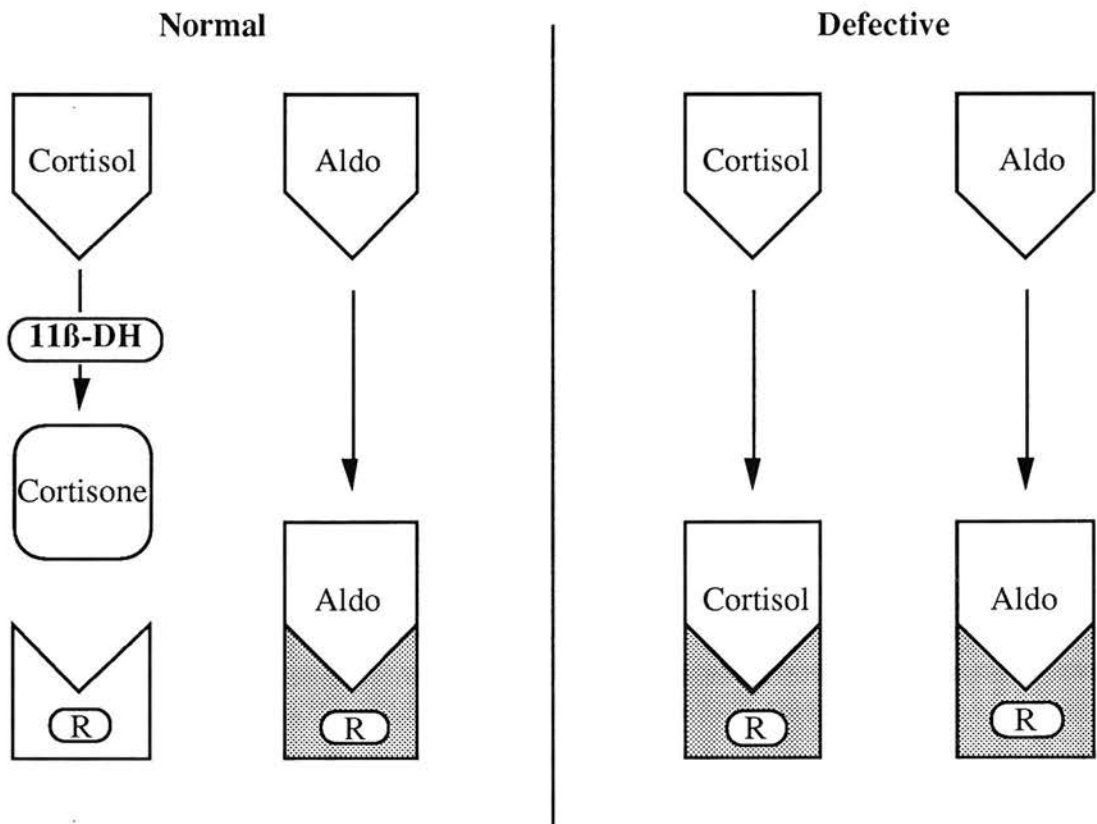 Normal
Defective
Cortisol
Aldo
Cortisol
Aldo
11ß-DH
Cortisone
Aldo
Cortisol
Aldo
R
R
R
R